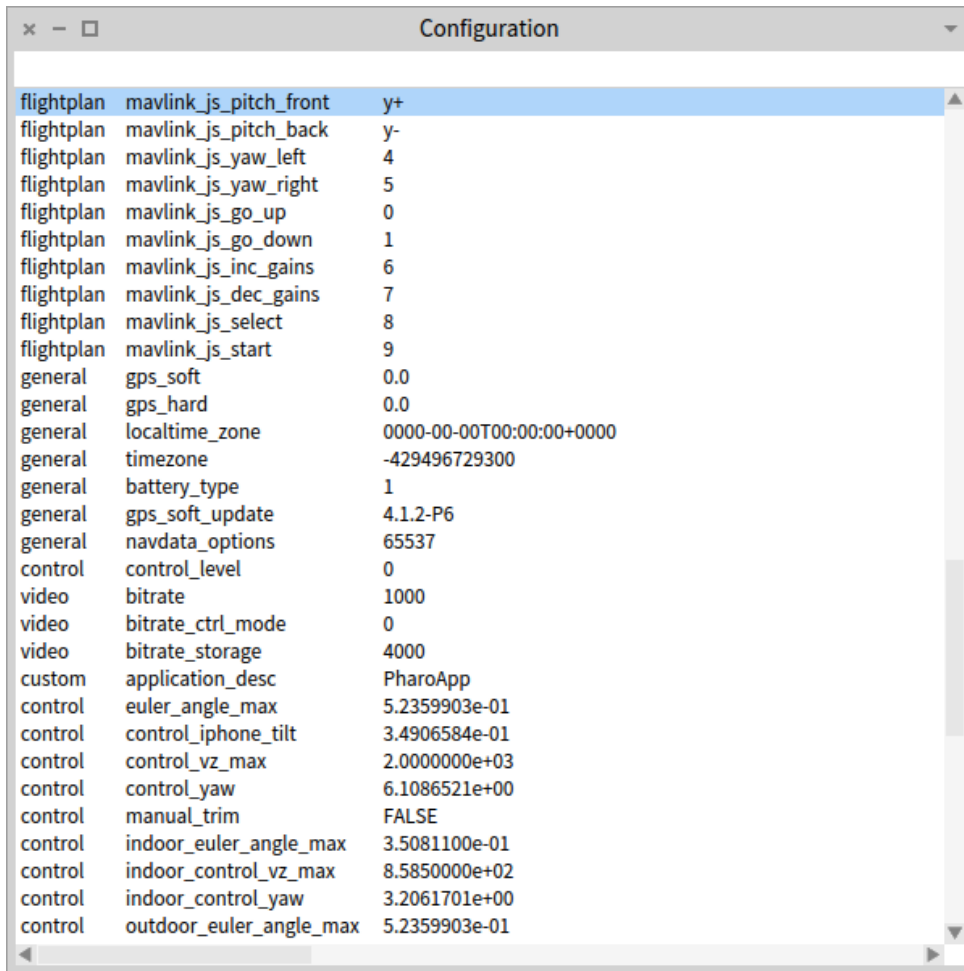 Configuration
flightplan mavlink_js_pitch_front y+
flightplan mavlink_js_pitch_back y-
flightplan mavlink_js_yaw_left 4
flightplan mavlink_js_yaw_right 5
flightplan mavlink_js_go_up 0
flightplan mavlink_js_go_down 1
flightplan mavlink_js_inc_gains 6
flightplan mavlink_js_dec_gains 7
flightplan mavlink_js_select 8
flightplan mavlink_js_start 9
general gps_soft 0.0
general gps_hard 0.0
general localtime_zone 0000-00-00T00:00:00+0000
general timezone -429496729300
general battery_type 1
general gps_soft_update 4.1.2-P6
general navdata_options 65537
control control_level 0
video bitrate 1000
video bitrate_ctrl_mode 0
video bitrate_storage 4000
custom application_desc PharoApp
control euler_angle_max 5.2359903e-01
control control_iphone_tilt 3.4906584e-01
control control_vz_max 2.0000000e+03
control control_yaw 6.1086521e+00
control manual_trim FALSE
control indoor_euler_angle_max 3.5081100e-01
control indoor_control_vz_max 8.5850000e+02
control indoor_control_yaw 3.2061701e+00
control outdoor_euler_angle_max 5.2359903e-01